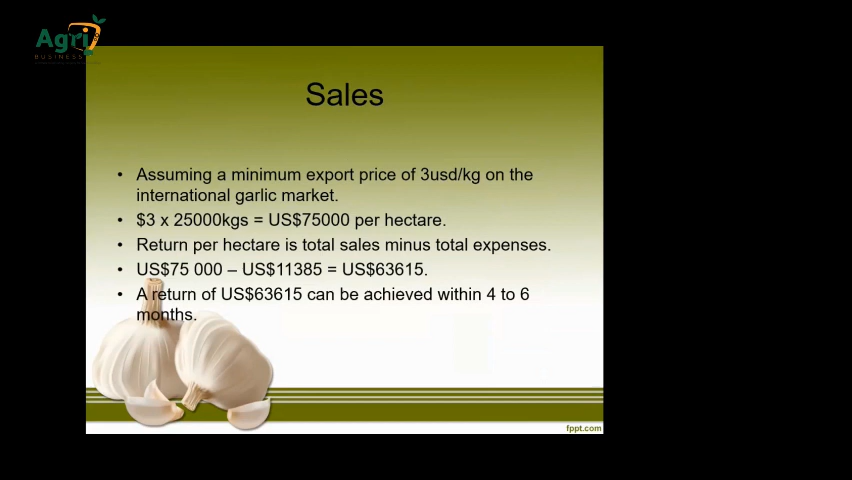 Agri
BUSINESS
Sales
• Assuming a minimum export price of 3usd/kg on the
international garlic market.
• $3 x 25000kgs = US$75000 per hectare.
• Return per hectare is total sales minus total expenses.
• US$75 000 – US$11385 = US$63615.
• A return of US$63615 can be achieved within 4 to 6
months.
fppt.com